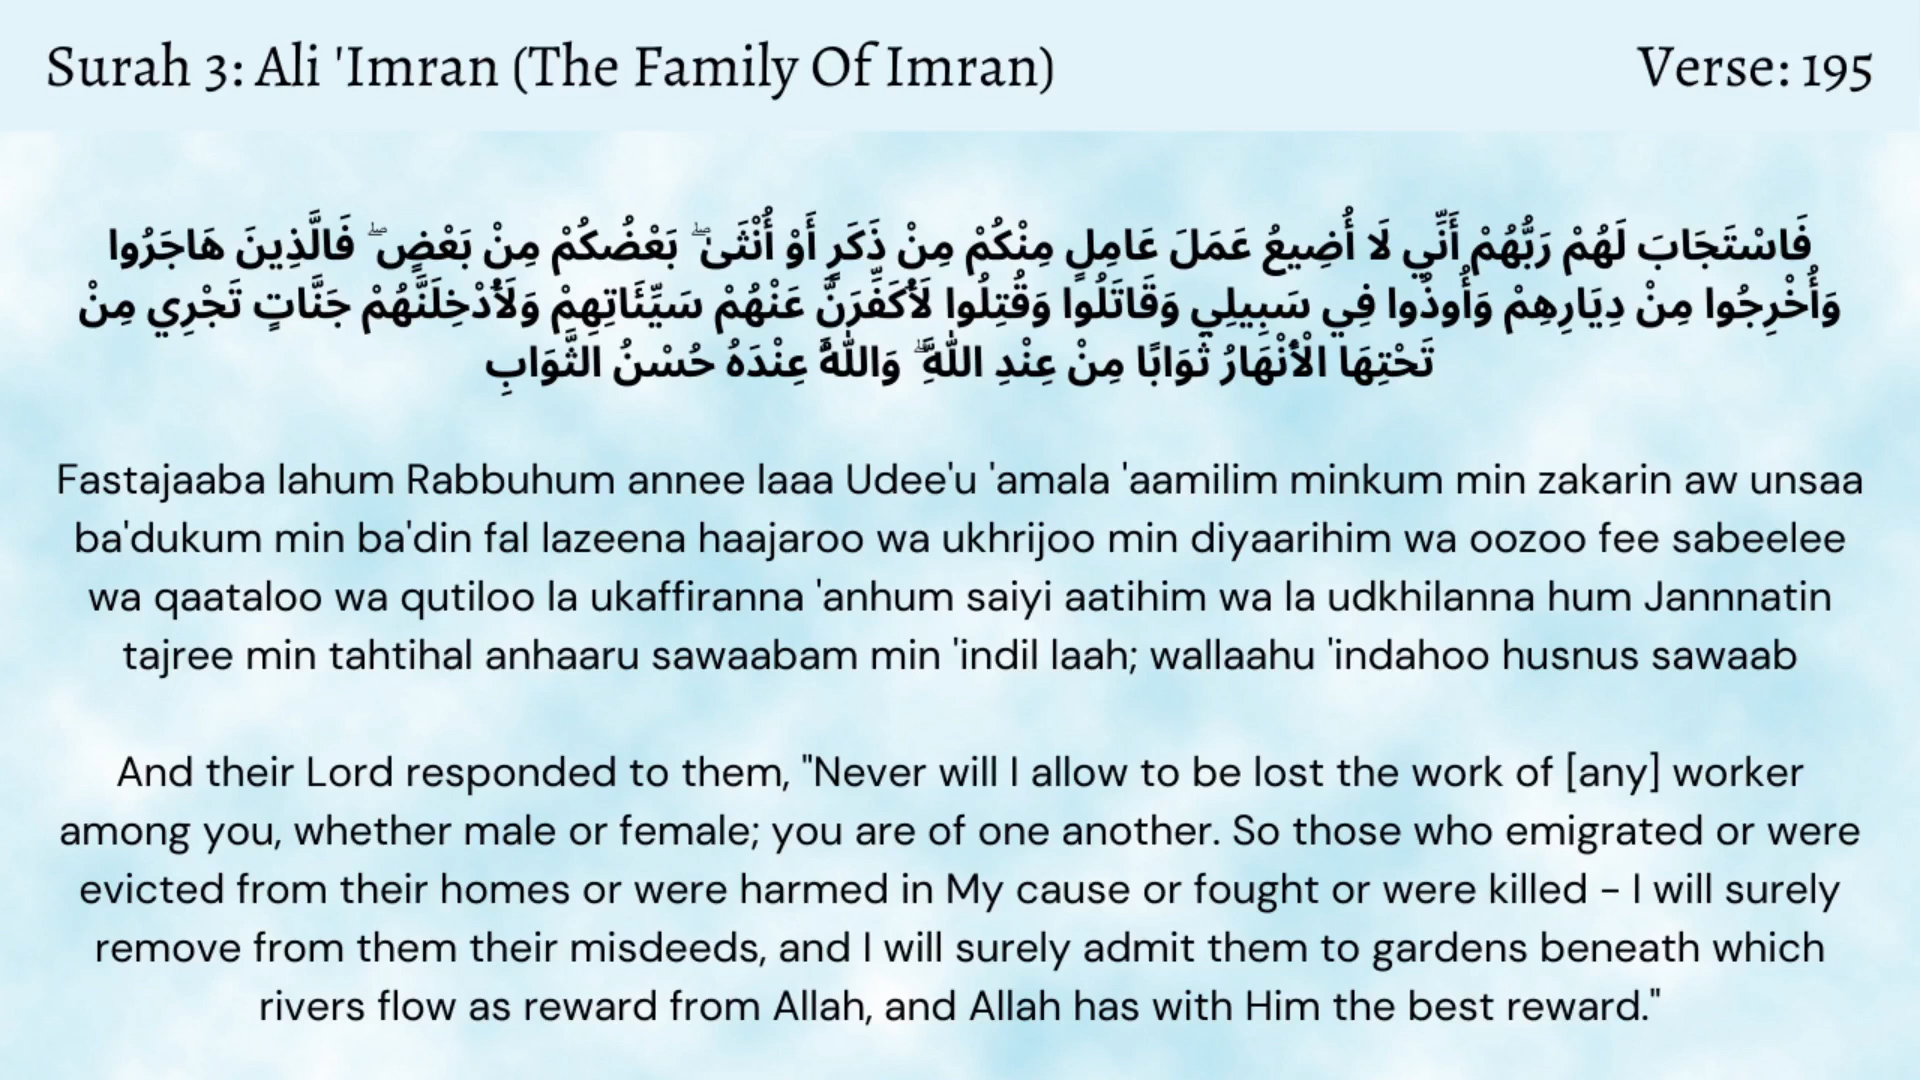 Surah 3: Ali 'Imran (The Family Of Imran)
Verse: 195
فَاسْتَجَابَ لَهُمْ رَبُّهُمْ أَنِّي لَا أُضِيعُ عَمَلَ عَامِلٍ مِنْكُمْ مِنْ ذَكَرٍ أَوْ أُنْثَىٰ ۖ بَعْضُكُمْ مِنْ بَعْضٍ ۖ فَالَّذِينَ هَاجَرُوا
وَأُخْرِجُوا مِنْ دِيَارِهِمْ وَأُوذُوا فِي سَبِيلِي وَقَاتَلُوا وَقُتِلُوا لَأُكَفِّرَنَّ عَنْهُمْ سَيِّئَاتِهِمْ وَلَأُدْخِلَنَّهُمْ جَنَّاتٍ تَجْرِي مِنْ
تَحْتِهَا الْأَنْهَارُ ثَوَابًا مِنْ عِنْدِ اللَّهِ ۗ وَاللَّهُ عِنْدَهُ حُسْنُ الثَّوَابِ
Fastajaaba lahum Rabbuhum annee laaa Udee'u 'amala 'aamilim minkum min zakarin aw unsaa
ba'dukum min ba'din fal lazeena haajaroo wa ukhrijoo min diyaarihim wa oozoo fee sabeelee
wa qaataloo wa qutiloo la ukaffiranna 'anhum saiyi aatihim wa la udkhilanna hum Jannnatin
tajree min tahtihal anhaaru sawaabam min 'indil laah; wallaahu 'indahoo husnus sawaab
And their Lord responded to them, "Never will I allow to be lost the work of [any] worker
among you, whether male or female; you are of one another. So those who emigrated or were
evicted from their homes or were harmed in My cause or fought or were killed – I will surely
remove from them their misdeeds, and I will surely admit them to gardens beneath which
rivers flow as reward from Allah, and Allah has with Him the best reward."